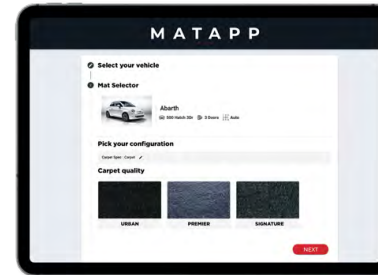 MATAPP
Select your vehicle
Mat Selector
Abarth
500 Hatch 20+ 3 Doors Auto
Pick your configuration
Carpet Spec : Carpet
Carpet quality
URBAN PREMIER SIGNATURE
NEXT